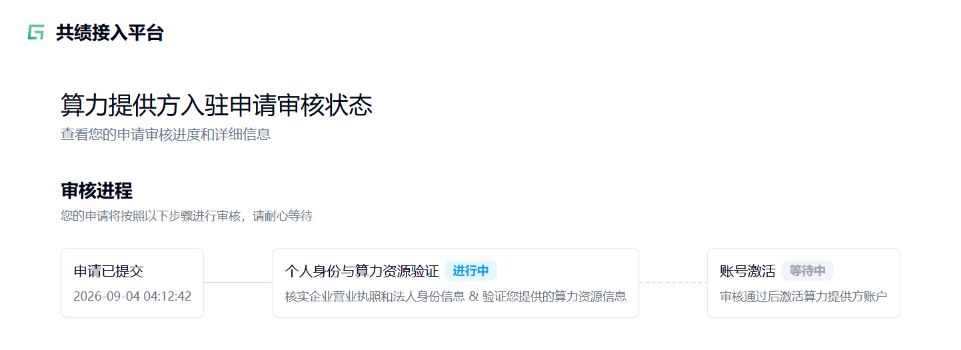 共绩接入平台
算力提供方入驻申请审核状态
查看您的申请审核进度和详细信息
审核进程
您的申请将按照以下步骤进行审核，请耐心等待
申请已提交
2026-09-04 04:12:42
个人身份与算力资源验证 进行中
核实企业营业执照和法人身份信息 & 验证您提供的算力资源信息
账号激活 等待中
审核通过后激活算力提供方账户